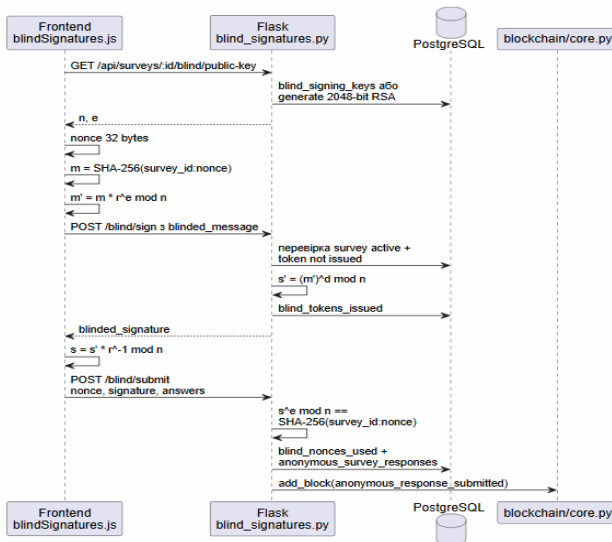 Frontend
blindSignatures.js
Flask
blind_signatures.py
PostgreSQL
blockchain/core.py
GET /api/surveys/:id/blind/public-key
blind_signing_keys або
generate 2048-bit RSA
n, e
nonce 32 bytes
m = SHA-256(survey_id:nonce)
m' = m * r^e mod n
POST /blind/sign з blinded_message
перевірка survey active +
token not issued
s' = (m')^d mod n
blind_tokens_issued
blinded_signature
s = s' * r^-1 mod n
POST /blind/submit
nonce, signature, answers
s^e mod n ==
SHA-256(survey_id:nonce)
blind_nonces_used +
anonymous_survey_responses
add_block(anonymous_response_submitted)
Frontend
blindSignatures.js
Flask
blind_signatures.py
PostgreSQL
blockchain/core.py